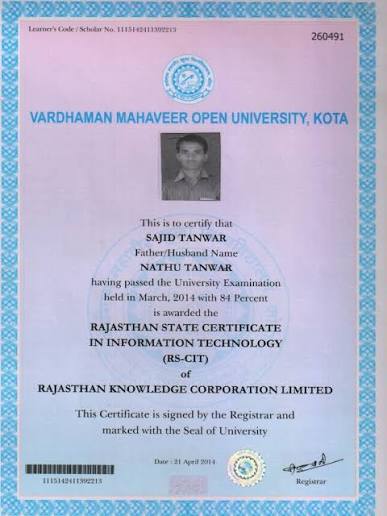 Learner's Code / Scholar No. 1115142411392213
260491
VARDHAMAN MAHAVEER OPEN UNIVERSITY, KOTA
This is to certify that
SAJID TANWAR
Father/Husband Name
NATHU TANWAR
having passed the University Examination
held in March, 2014 with 84 Percent
is awarded the
RAJASTHAN STATE CERTIFICATE
IN INFORMATION TECHNOLOGY
(RS-CIT)
of
RAJASTHAN KNOWLEDGE CORPORATION LIMITED
This Certificate is signed by the Registrar and
marked with the Seal of University
Date : 21 April 2014
1115142411392213
Registrar